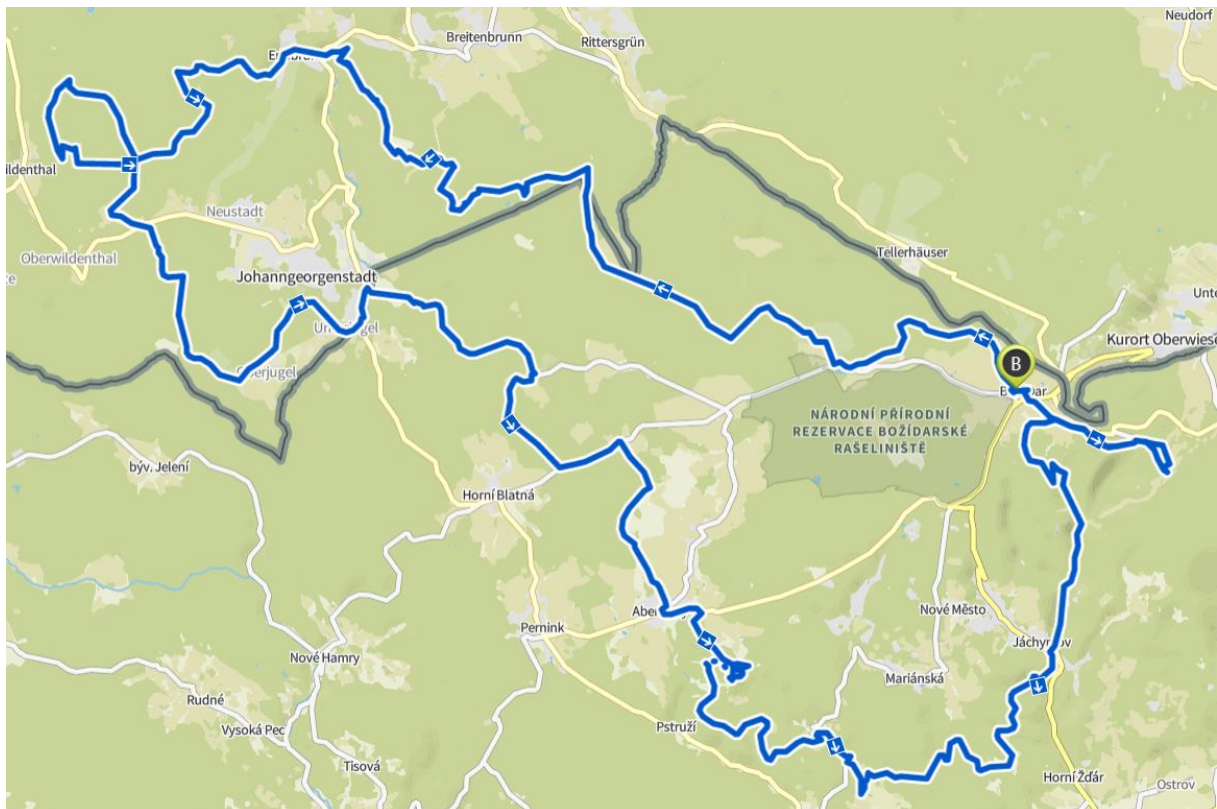 Neudorf
Breitenbrunn
Rittersgrün
ildenthal
Neustadt
Oberwildenthal
Johanngeorgenstadt
Tellerhäuser
Unte
Kurort Oberwiese
B
NÁRODNÍ PŘÍRODNÍ
REZERVACE BOŽÍDARSKÉ
RAŠELINIŠTĚ
býv. Jelení
Horní Blatná
Nové Město
Pernink
Nové Hamry
Mariánská
Rudné
Vysoká Pec
Pstruží
Tisová
Horní Žďár
Ostrov